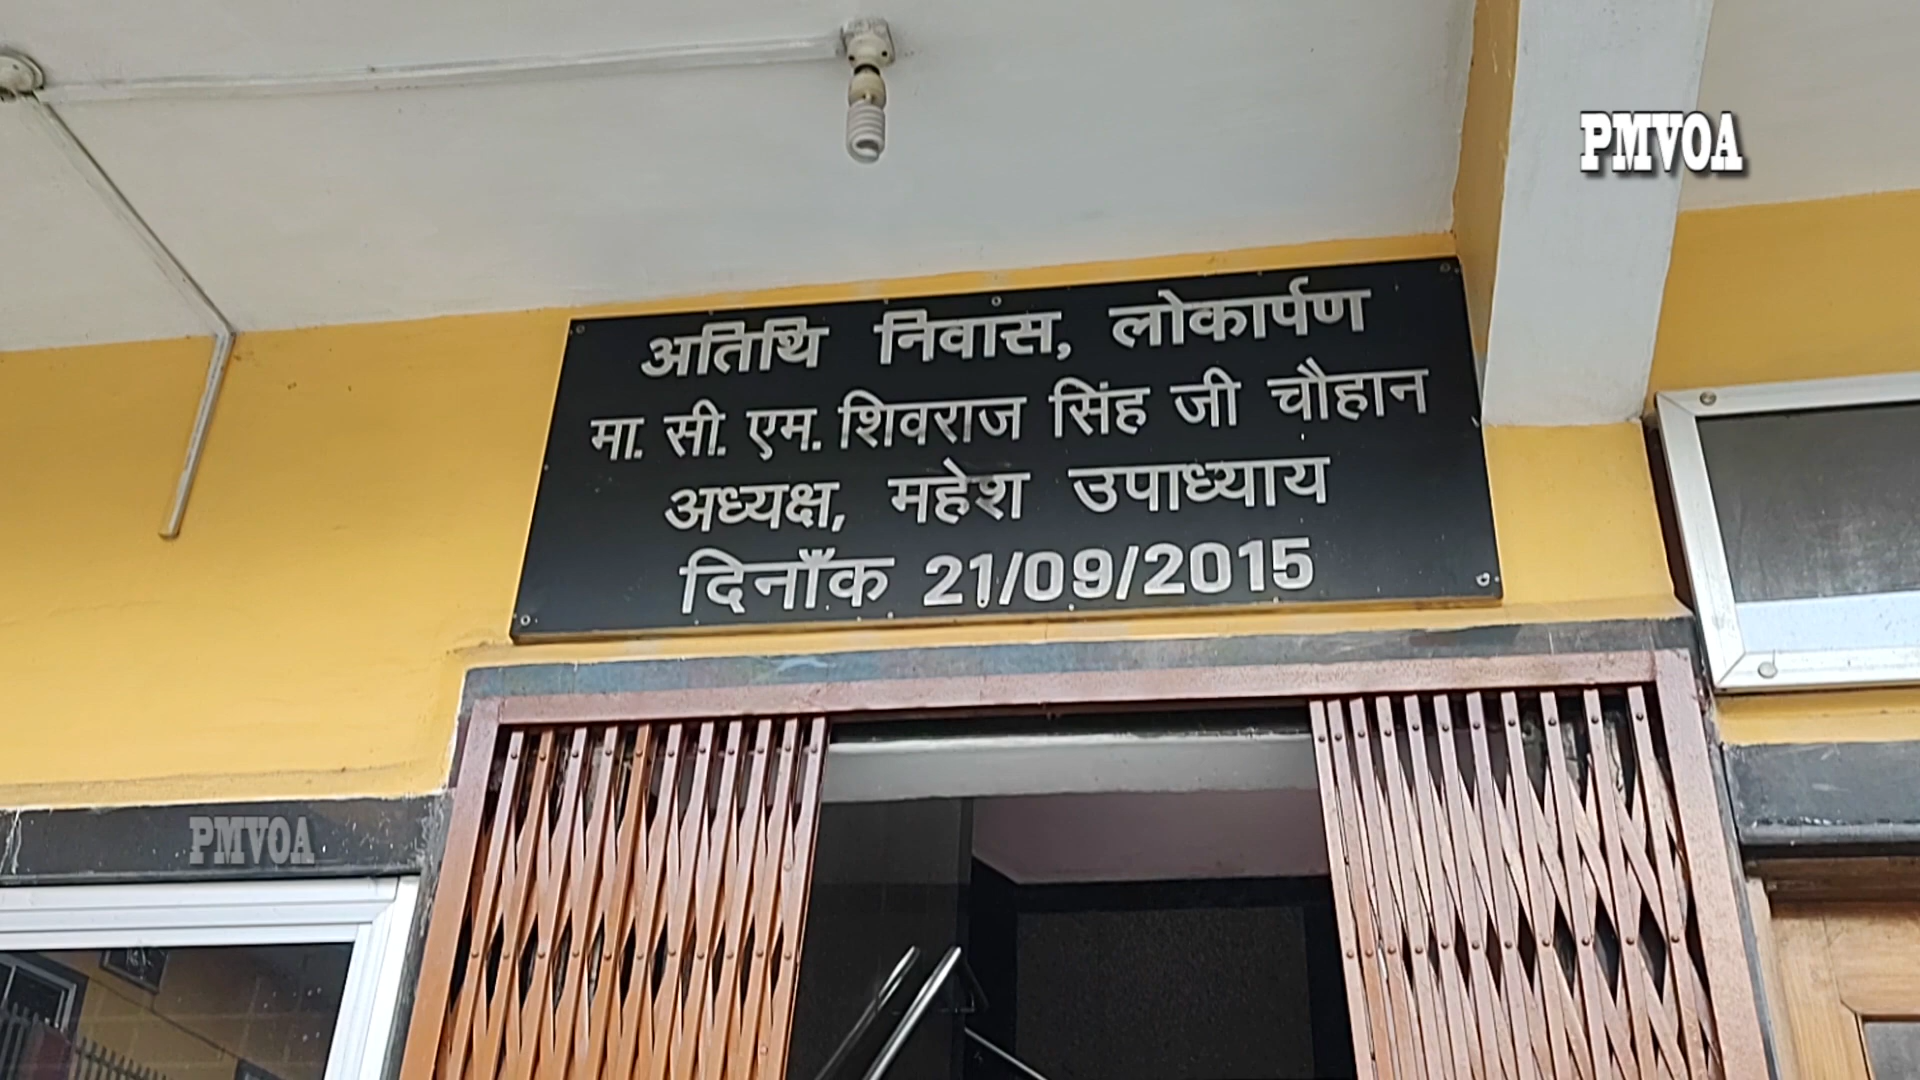 PMVOA
अतिथि निवास, लोकार्पण
मा. सी. एम. शिवराज सिंह जी चौहान
अध्यक्ष, महेश उपाध्याय
दिनाँक 21/09/2015
PMVOA